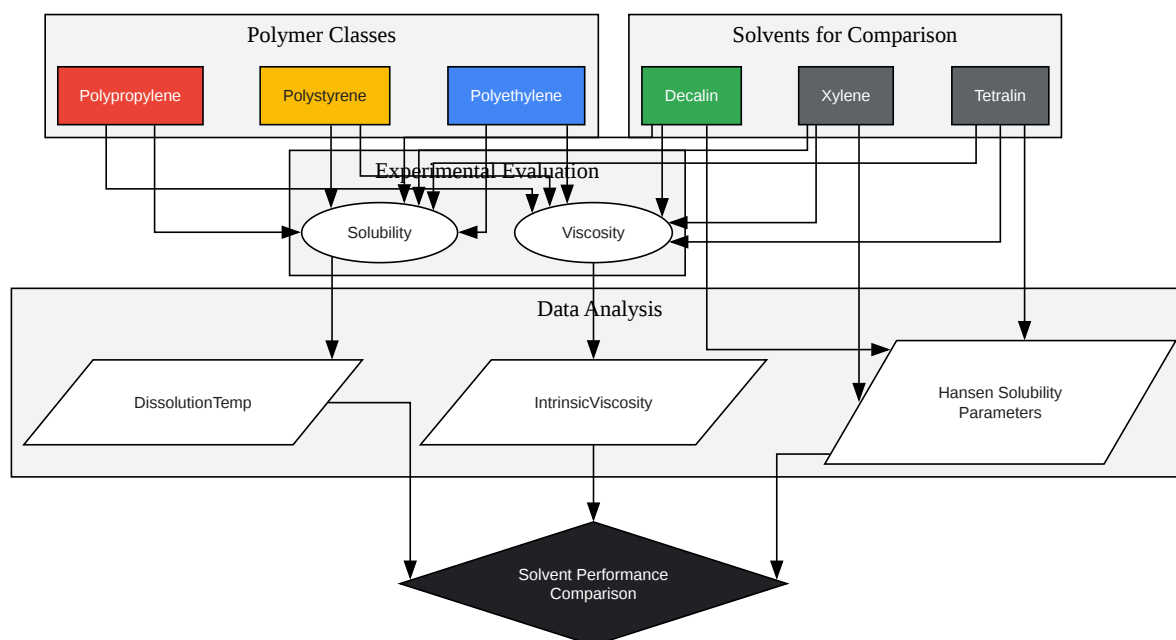 Polymer Classes
Solvents for Comparison
Polypropylene
Polystyrene
Polyethylene
Decalin
Xylene
Tetralin
Experimental Evaluation
Solubility
Viscosity
Data Analysis
DissolutionTemp
IntrinsicViscosity
Hansen Solubility
Parameters
Solvent Performance
Comparison